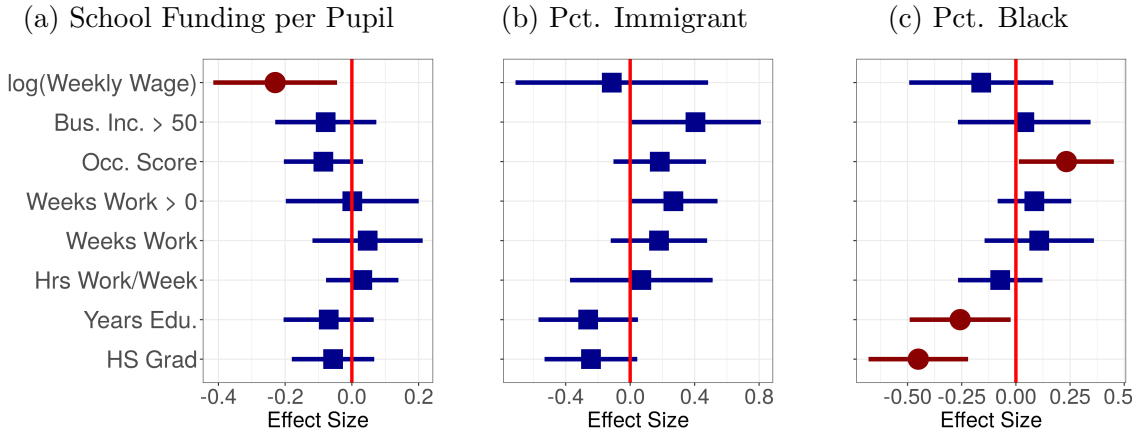 (a) School Funding per Pupil
(b) Pct. Immigrant
(c) Pct. Black
log(Weekly Wage)
Bus. Inc. > 50
Occ. Score
Weeks Work > 0
Weeks Work
Hrs Work/Week
Years Edu.
HS Grad
-0.4 -0.2 0.0 0.2
Effect Size
-0.4 0.0 0.4 0.8
Effect Size
-0.50 -0.25 0.00 0.25 0.50
Effect Size